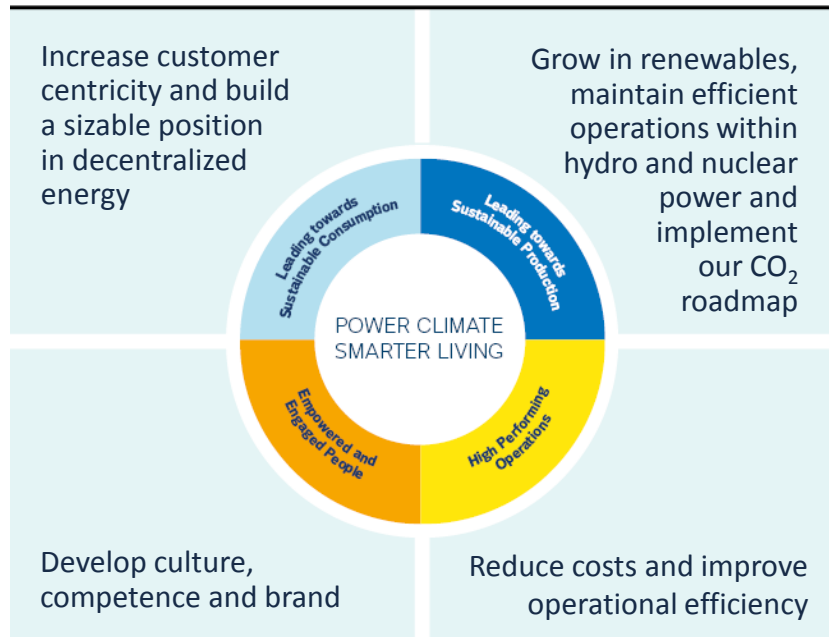 Increase customer
centricity and build
a sizable position
in decentralized
energy
Grow in renewables,
maintain efficient
operations within
hydro and nuclear
power and
implement
our CO₂
roadmap
Leading towards
Sustainable Consumption
Leading towards
Sustainable Production
POWER CLIMATE
SMARTER LIVING
Empowered and
Engaged People
High Performing
Operations
Develop culture,
competence and brand
Reduce costs and improve
operational efficiency